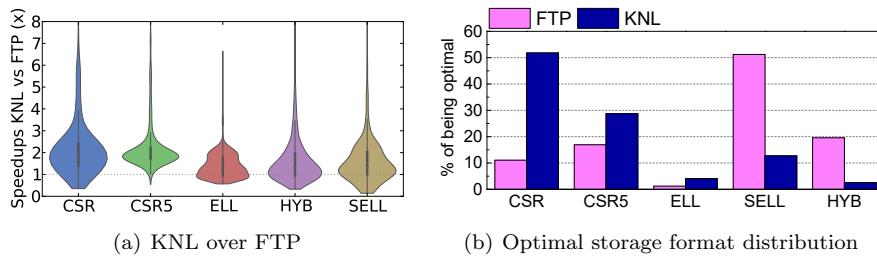 Speedups KNL vs FTP (x)
8
7
6
5
4
3
2
1
0
CSR CSR5 ELL HYB SELL
(a) KNL over FTP
FTP KNL
% of being optimal
60
50
40
30
20
10
0
CSR CSR5 ELL SELL HYB
(b) Optimal storage format distribution